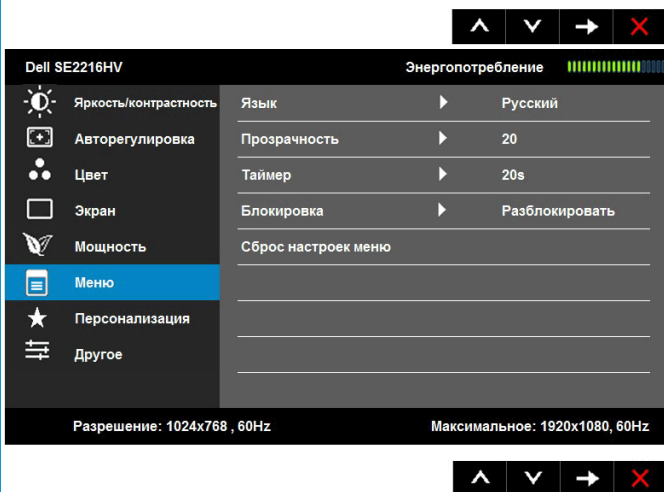 Dell SE2216HV Энергопотребление
Яркость/контрастность Язык Русский
Авторегулировка Прозрачность 20
Цвет Таймер 20s
Экран Блокировка Разблокировать
Мощность Сброс настроек меню
Меню
Персонализация
Другое
Разрешение: 1024x768 , 60Hz Максимальное: 1920x1080, 60Hz